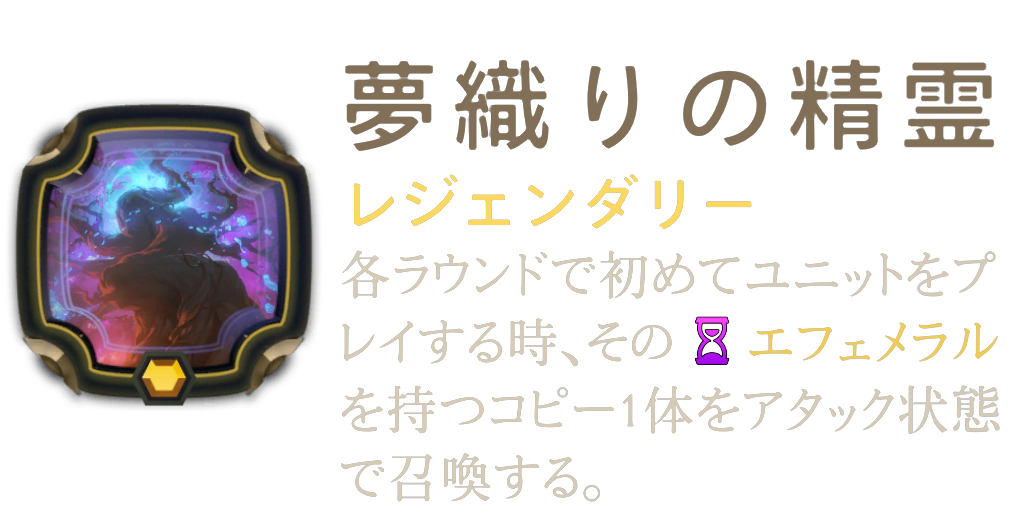 夢織りの精霊
レジェンダリー
各ラウンドで初めてユニットをプ
レイする時、その エフェメラル
を持つコピー1体をアタック状態
で召喚する。